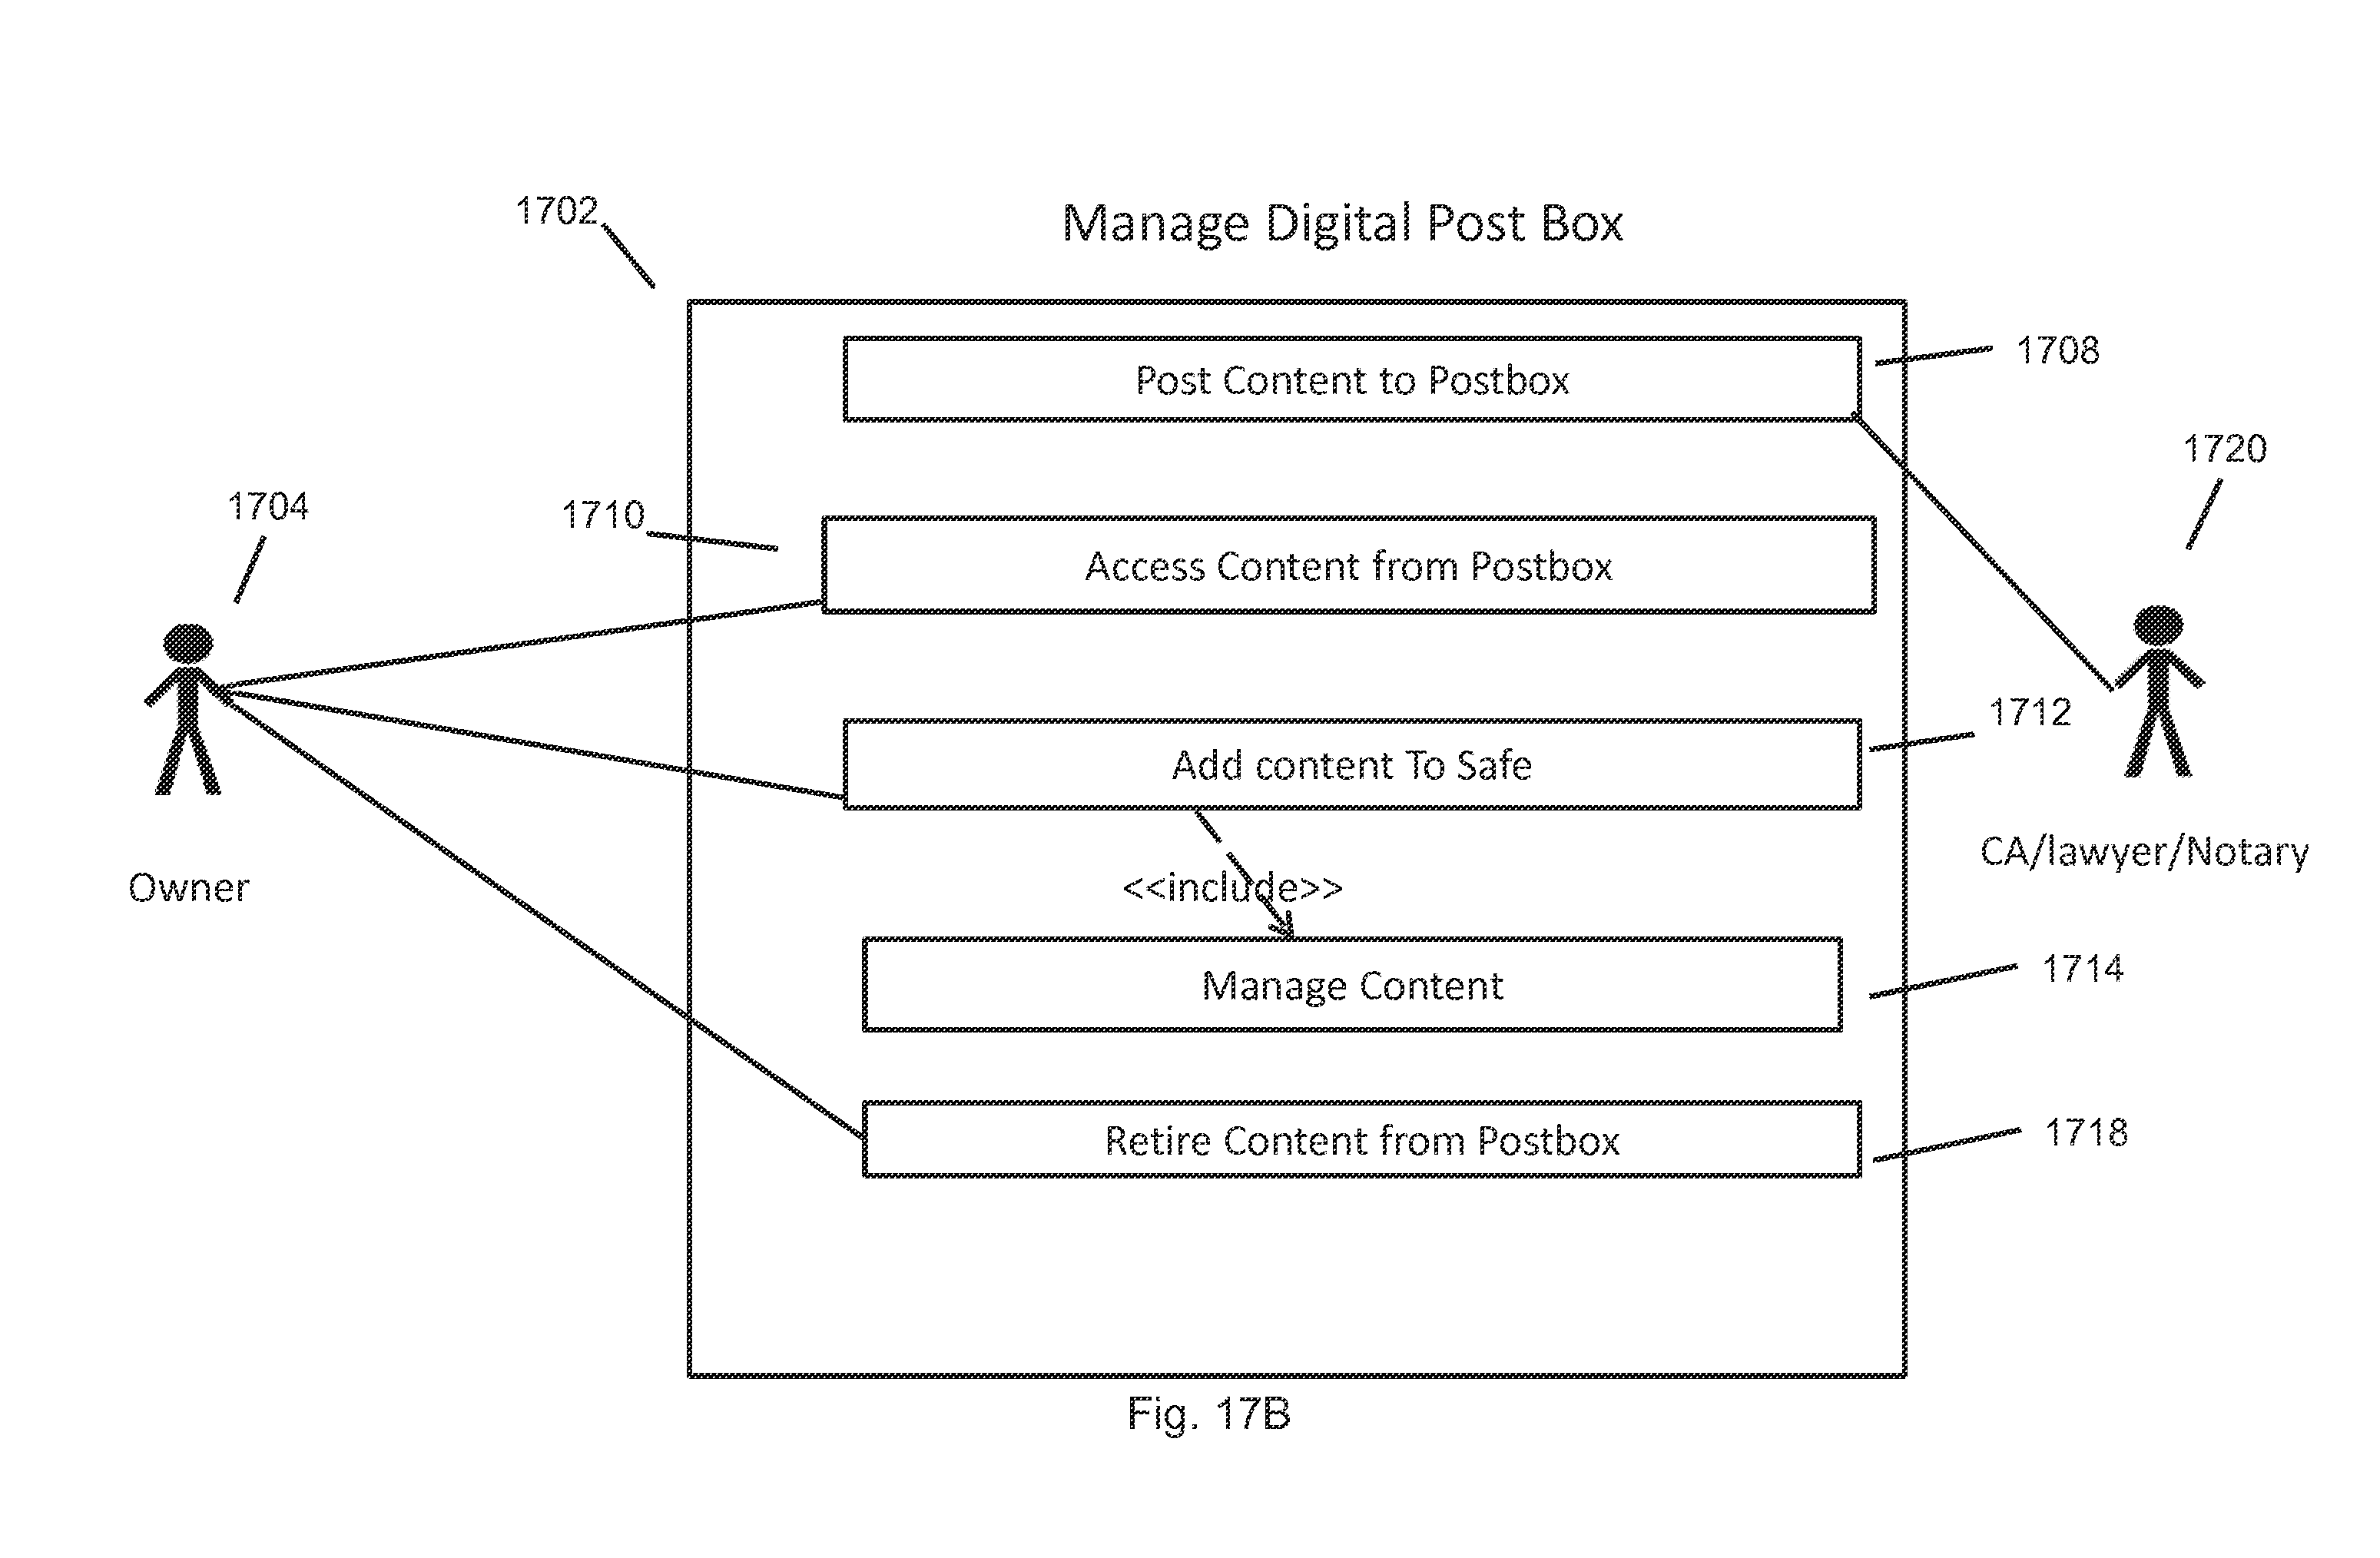 1702
Manage Digital Post Box
Post Content to Postbox
1708
1720
1704
1710
Access Content from Postbox
1712
Add content To Safe
CA/lawyer/Notary
Owner
<<include>>
1714
Manage Content
1718
Retire Content from Postbox
Fig. 17B